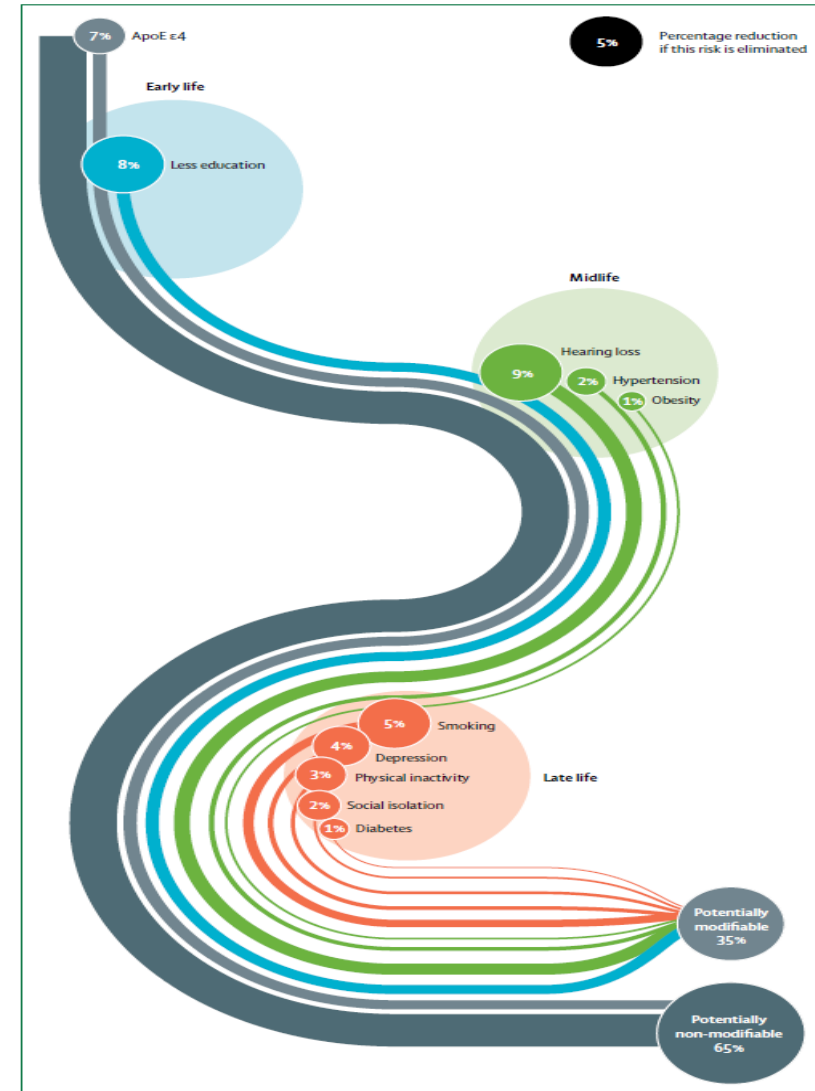 7% ApoE ε4
5% Percentage reduction
if this risk is eliminated
Early life
8% Less education
Midlife
Hearing loss
9%
2% Hypertension
1% Obesity
5% Smoking
4%
Depression
3% Physical inactivity
Late life
2% Social isolation
1% Diabetes
Potentially
modifiable
35%
Potentially
non-modifiable
65%